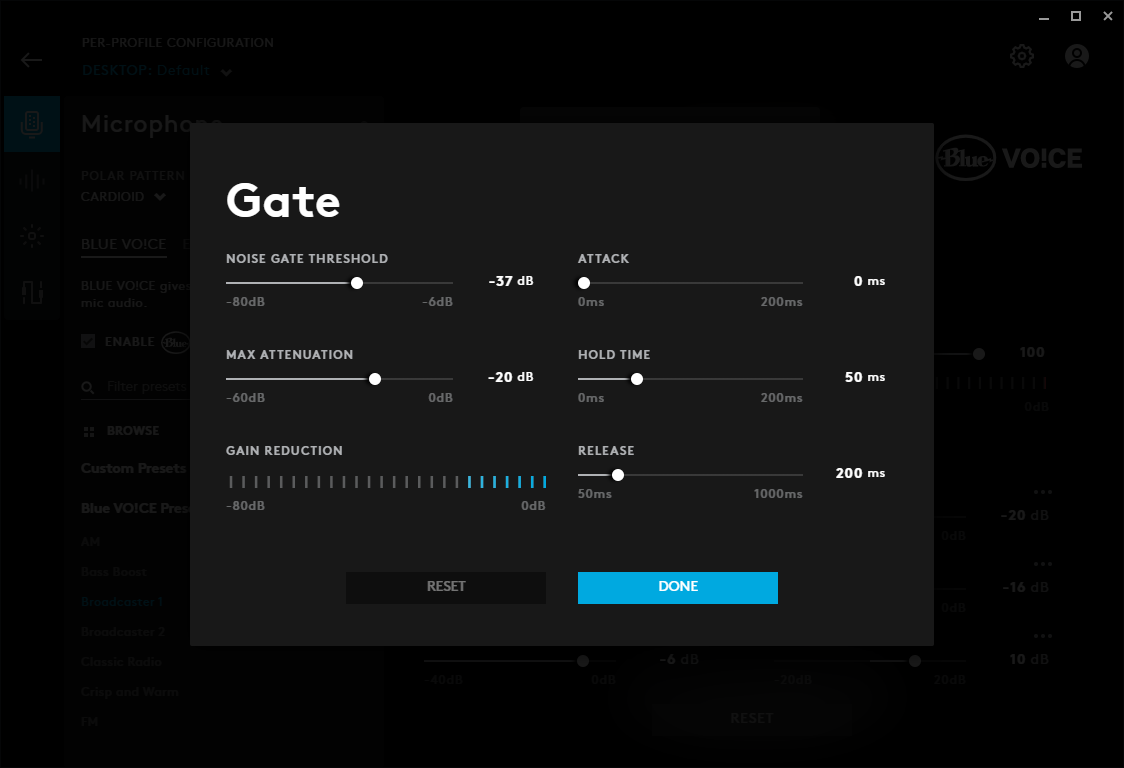 PER-PROFILE CONFIGURATION
DESKTOP: Default
Microphone
POLAR PATTERN
CARDIOID
BLUE VO!CE
BLUE VO!CE gives
mic audio.
ENABLE Blue
Filter presets
BROWSE
Custom Presets
Blue VO!CE Prese
AM
Bass Boost
Broadcaster 1
Broadcaster 2
Classic Radio
Crisp and Warm
FM
Blue VO!CE
Gate
NOISE GATE THRESHOLD
-37 dB
-80dB -6dB
ATTACK
0 ms
0ms 200ms
MAX ATTENUATION
-20 dB
-60dB 0dB
HOLD TIME
50 ms
0ms 200ms
GAIN REDUCTION
-80dB 0dB
RELEASE
200 ms
50ms 1000ms
RESET
DONE
100
0dB
-20 dB
0dB
-16 dB
0dB
-6 dB
-40dB 0dB
10 dB
-20dB 20dB
RESET